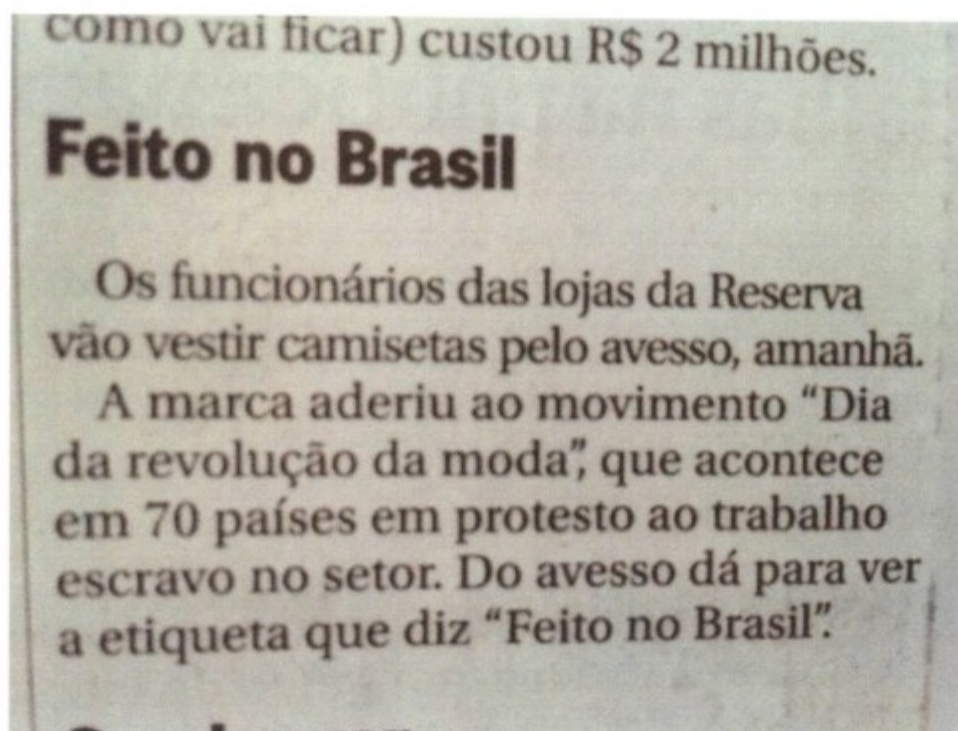 como vai ficar) custou R$ 2 milhões.
Feito no Brasil
Os funcionários das lojas da Reserva
vão vestir camisetas pelo avesso, amanhã.
A marca aderiu ao movimento “Dia
da revolução da moda”, que acontece
em 70 países em protesto ao trabalho
escravo no setor. Do avesso dá para ver
a etiqueta que diz “Feito no Brasil”.